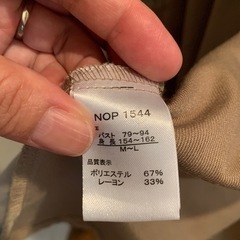 NOP 1544
バスト 79~94
身長 154~162
M~L
品質表示
ポリエステル 67%
レーヨン 33%